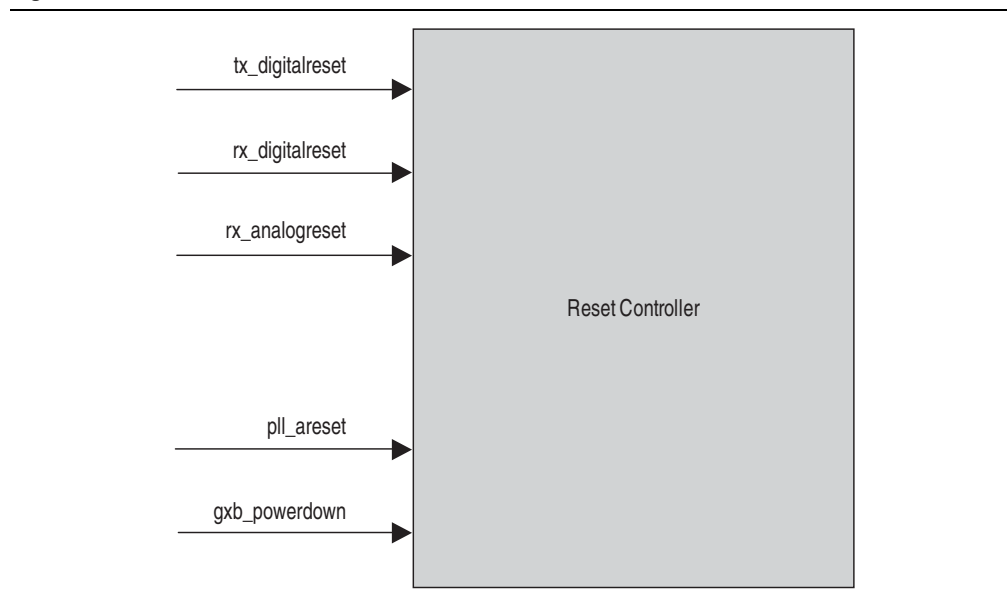 tx_digitalreset
rx_digitalreset
rx_analogreset
Reset Controller
pll_areset
gxb_powerdown